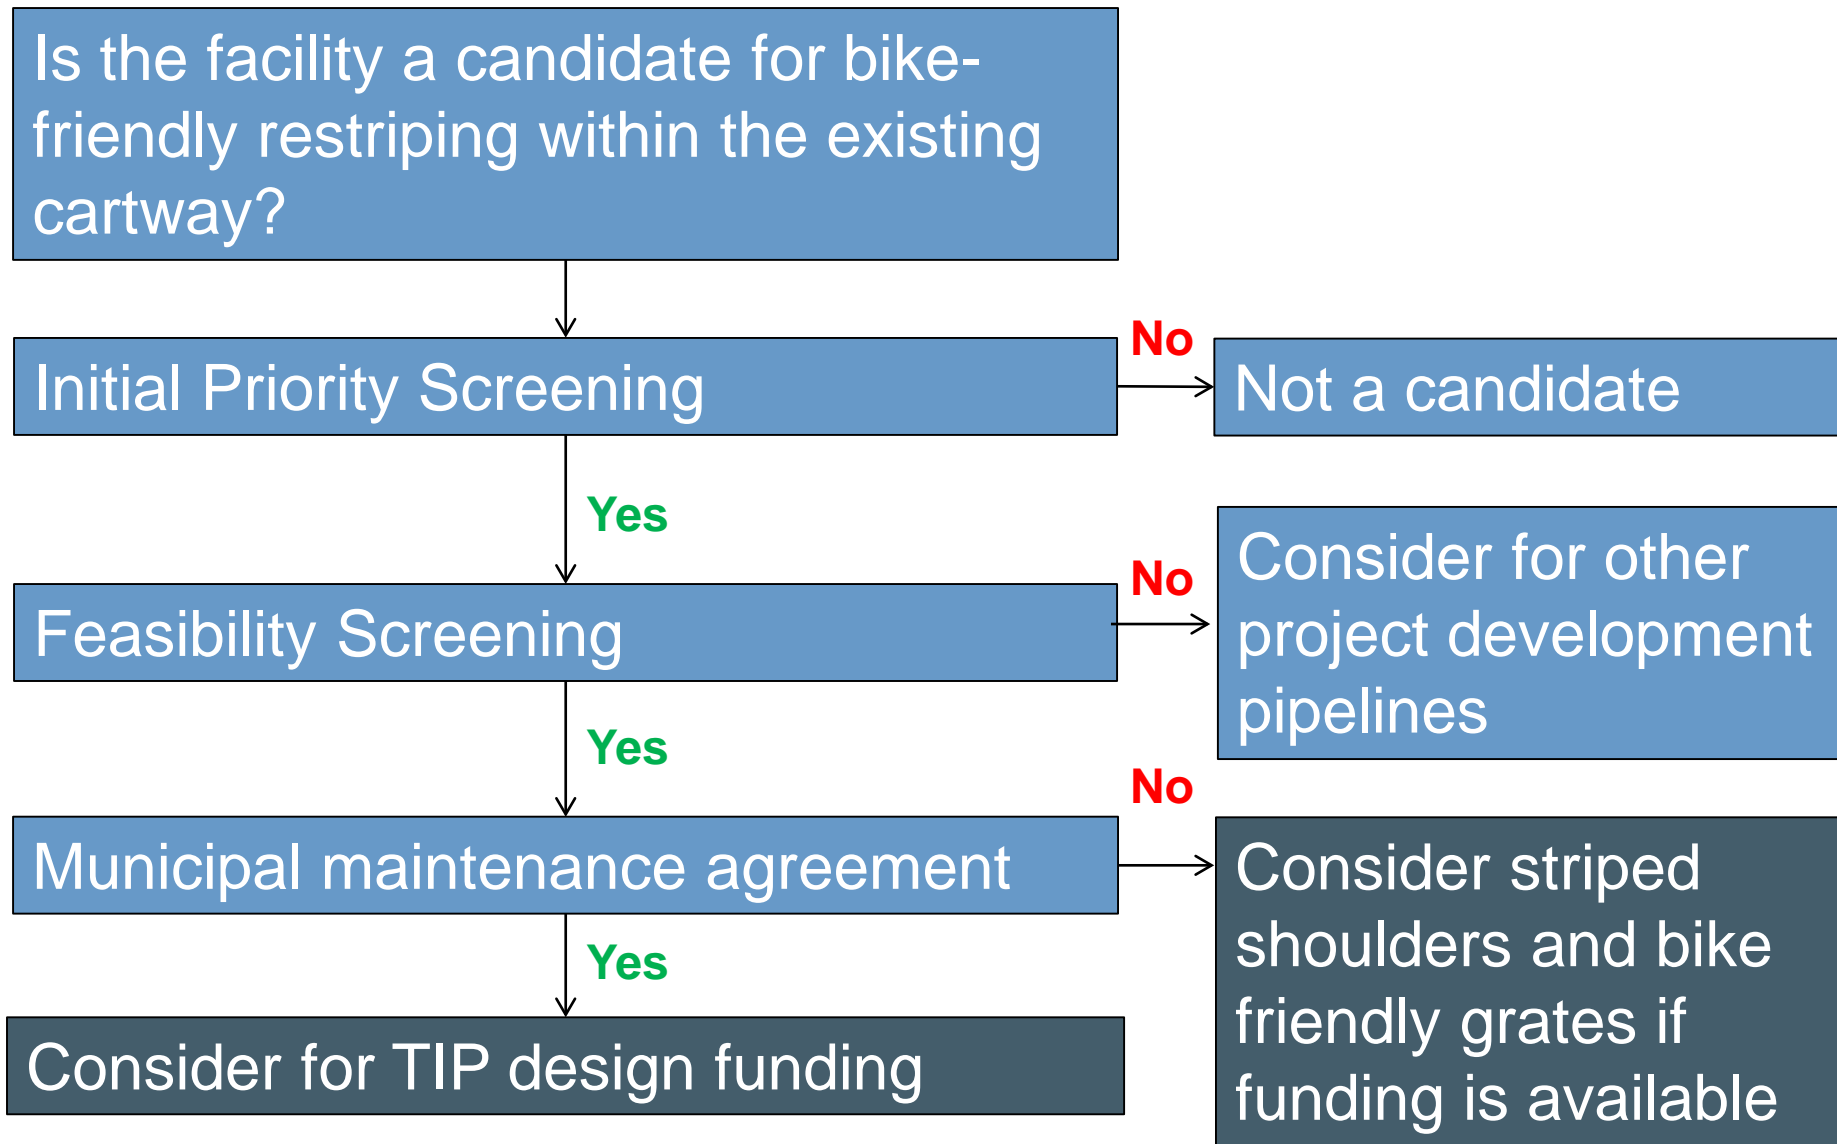 Is the facility a candidate for bike-
friendly restriping within the existing
cartway?
No
Initial Priority Screening
Not a candidate
Yes
No
Feasibility Screening
Consider for other
project development
pipelines
Yes
No
Municipal maintenance agreement
Consider striped
shoulders and bike
friendly grates if
funding is available
Yes
Consider for TIP design funding